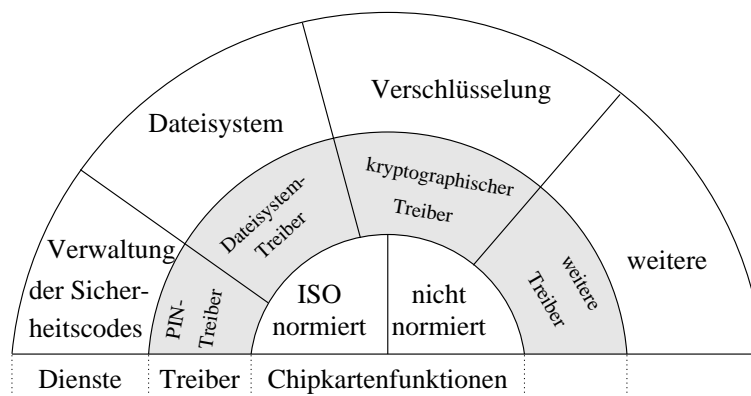 Verschlüsselung
Dateisystem
kryptographischer
Treiber
Dateisystem-
Treiber
Verwaltung
der Sicher-
heitscodes
PIN-
Treiber
ISO
normiert
nicht
normiert
weitere
Treiber
weitere
Dienste
Treiber
Chipkartenfunktionen